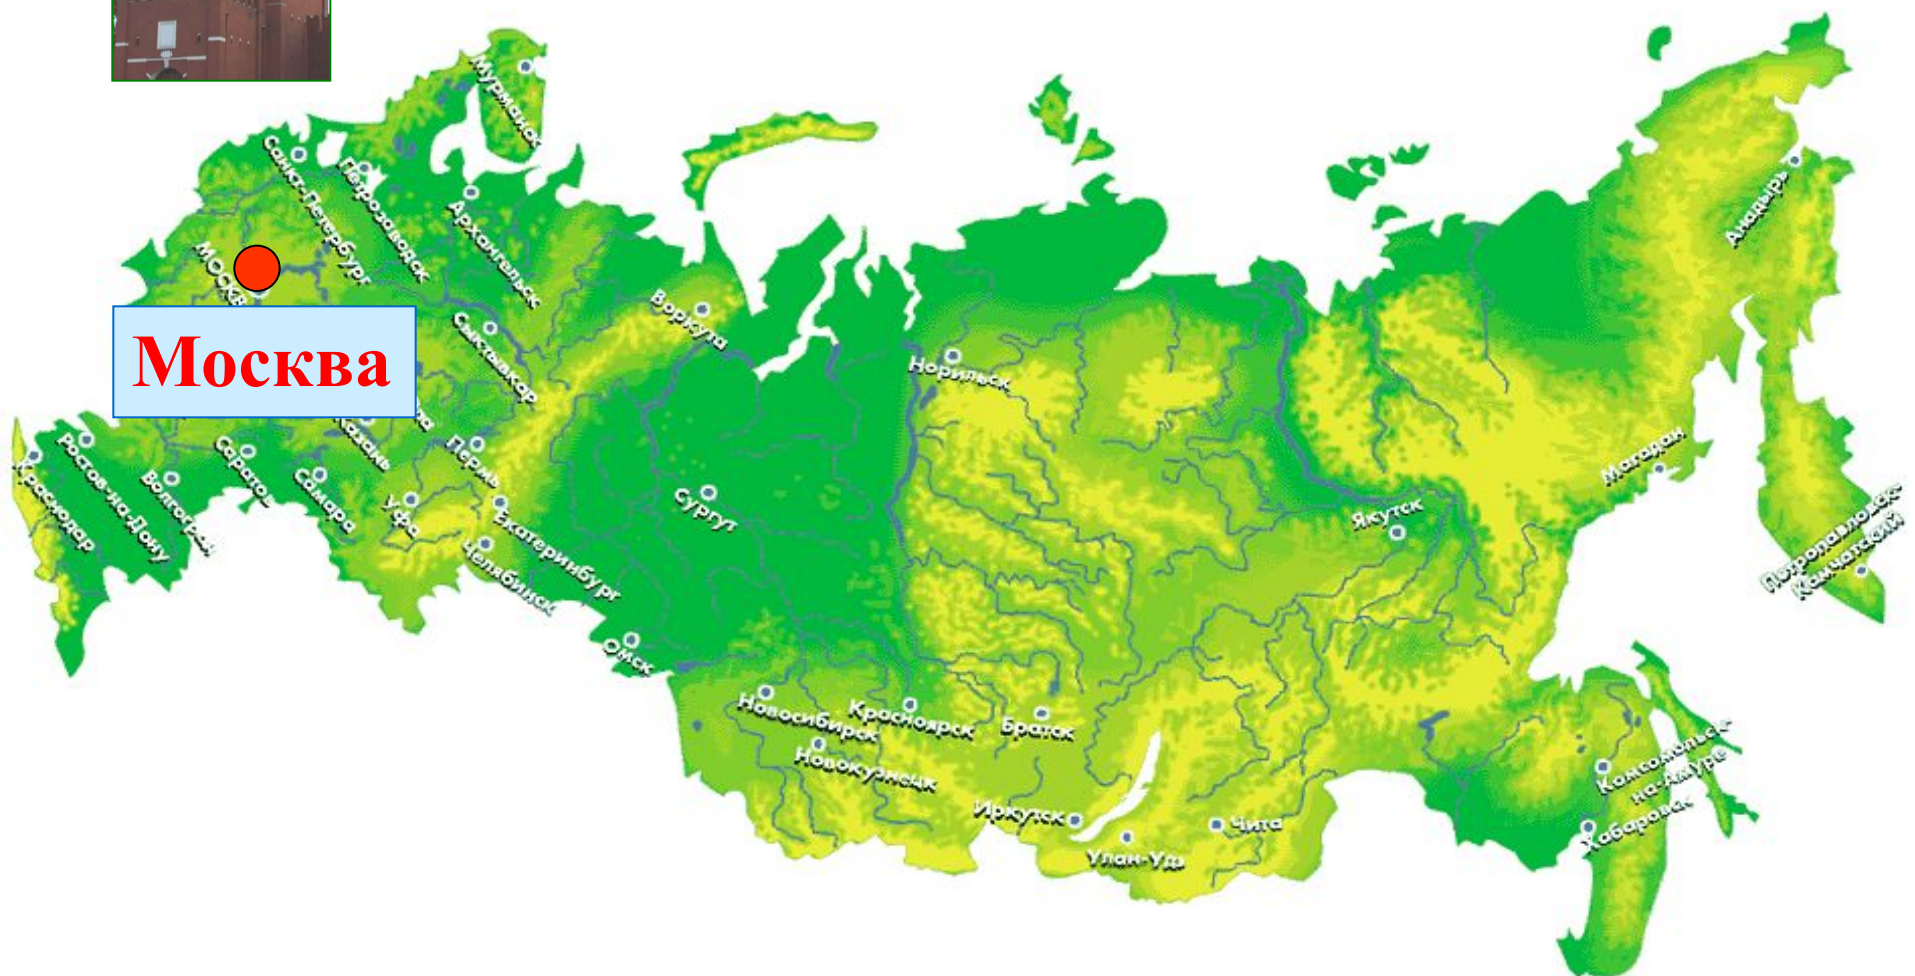 Мурманск
Санкт-Петербург
Петрозаводск
Архангельск
МОСКВ
Москва
Воркута
Сыктывкар
Норильск
Анадырь
Магадан
Якутск
Петропавловск-
Камчатский
Краснодар
Ростов-на-Дону
Волгоград
Саратов
Самара
Казань
Пермь
Уфа
Екатеринбург
Челябинск
Сургут
Омск
Новосибирск
Красноярск
Братск
Новокузнецк
Иркутск
Улан-Удэ
Чита
Комсомольск-
на-Амуре
Хабаровск